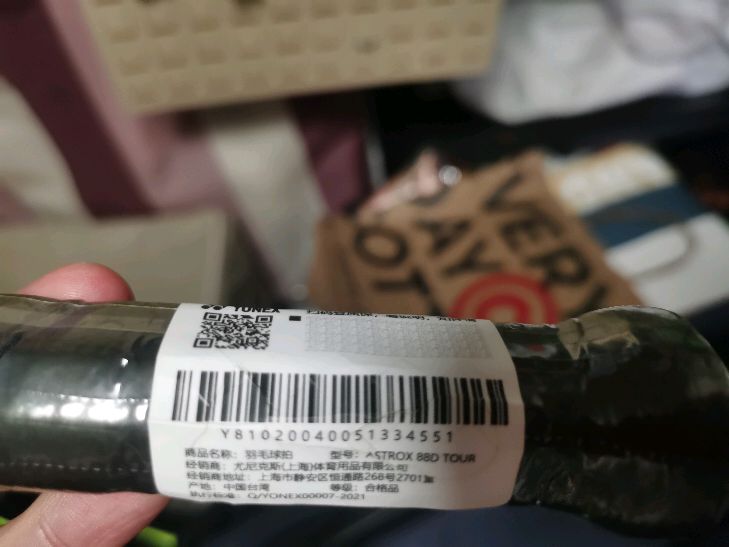 VERY
DAY
OT
YONEX
Y81020040051334551
商品名称：羽毛球拍 型号：ASTROX 88D TOUR
经销商：尤尼克斯(上海)体育用品有限公司
经销商地址：上海市静安区恒通路268号2701室
产地：中国台湾 等级：合格品
执行标准：Q/YONEX00007-2021